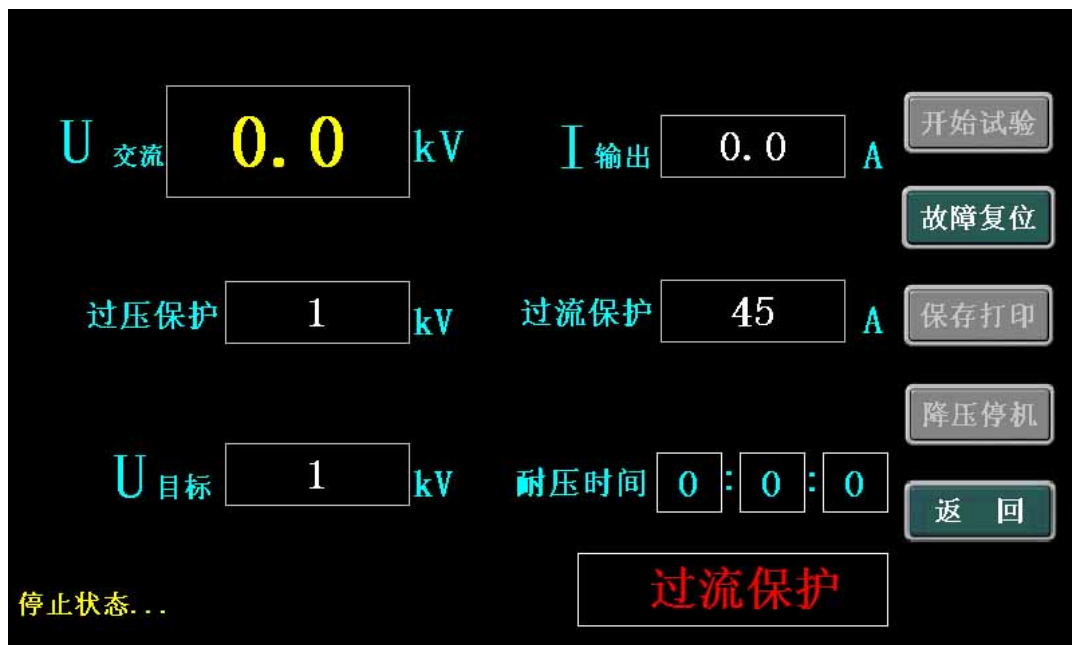 U 交流 0.0 kV
I 输出 0.0 A
开始试验
故障复位
过压保护 1 kV
过流保护 45 A
保存打印
降压停机
U 目标 1 kV
耐压时间 0 : 0 : 0
返 回
过流保护
停止状态...